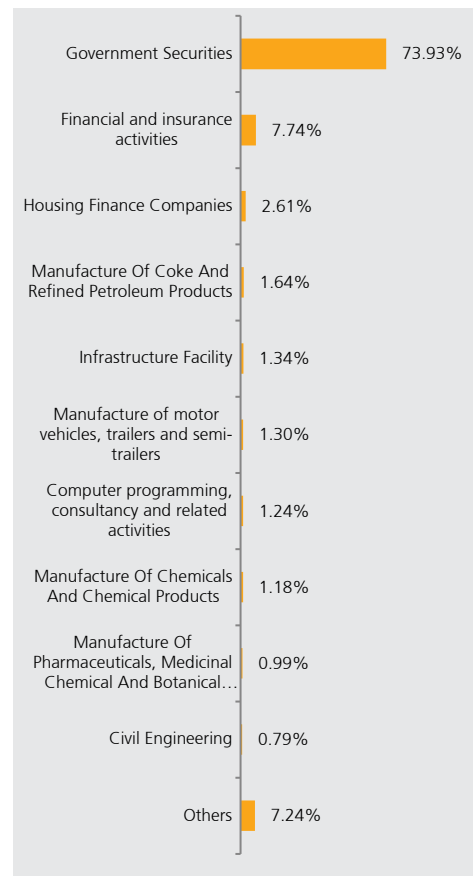 Government Securities 73.93%
Financial and insurance
activities 7.74%
Housing Finance Companies 2.61%
Manufacture Of Coke And
Refined Petroleum Products 1.64%
Infrastructure Facility 1.34%
Manufacture of motor
vehicles, trailers and semi-
trailers 1.30%
Computer programming,
consultancy and related
activities 1.24%
Manufacture Of Chemicals
And Chemical Products 1.18%
Manufacture Of
Pharmaceuticals, Medicinal
Chemical And Botanical... 0.99%
Civil Engineering 0.79%
Others 7.24%